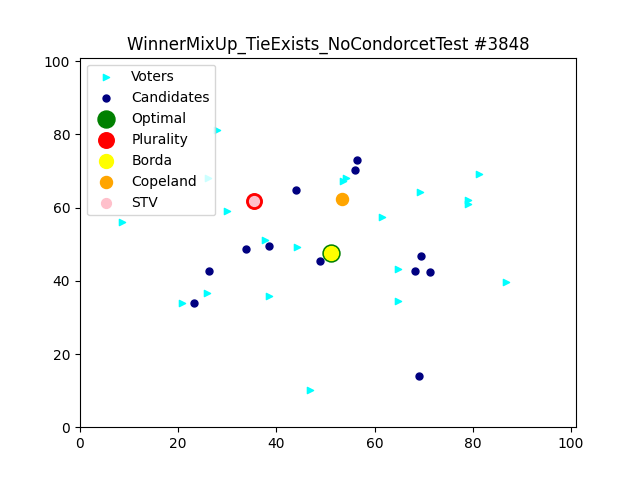 WinnerMixUp_TieExists_NoCondorcetTest #3848
Voters
Candidates
Optimal
Plurality
Borda
Copeland
STV
100
80
60
40
20
0
0 20 40 60 80 100